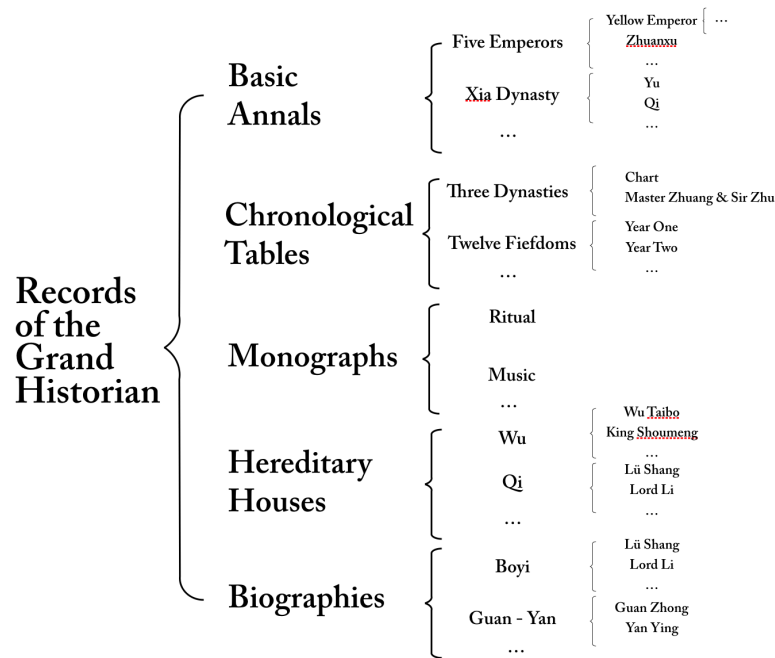 Records
of the
Grand
Historian
Basic
Annals
Five Emperors
Yellow Emperor
...
Zhuanxu
...
Xia Dynasty
Yu
Qi
...
...
Chronological
Tables
Three Dynasties
Chart
Master Zhuang & Sir Zhu
Twelve Fiefdoms
Year One
Year Two
...
...
Monographs
Ritual
Music
...
Hereditary
Houses
Wu
Wu Taibo
King Shoumeng
...
Qi
Lü Shang
Lord Li
...
...
Biographies
Boyi
Lü Shang
Lord Li
...
Guan - Yan
Guan Zhong
Yan Ying
...